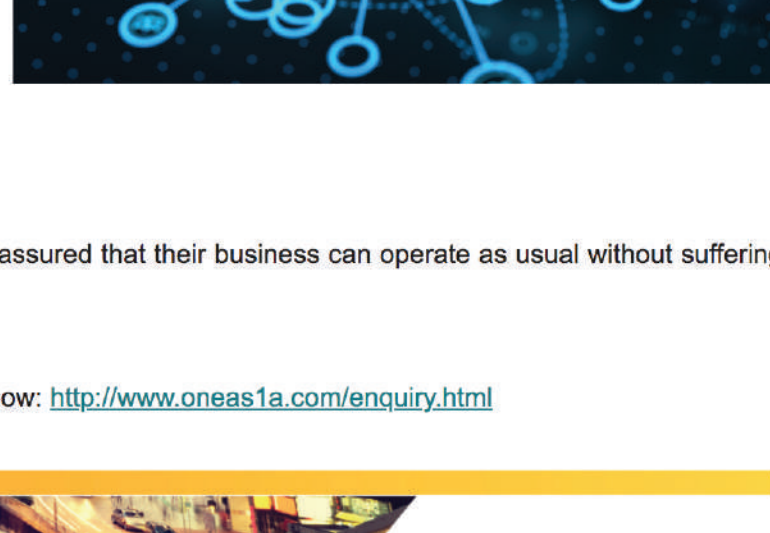 assured that their business can operate as usual without suffering
ow: http://www.oneas1a.com/enquiry.html